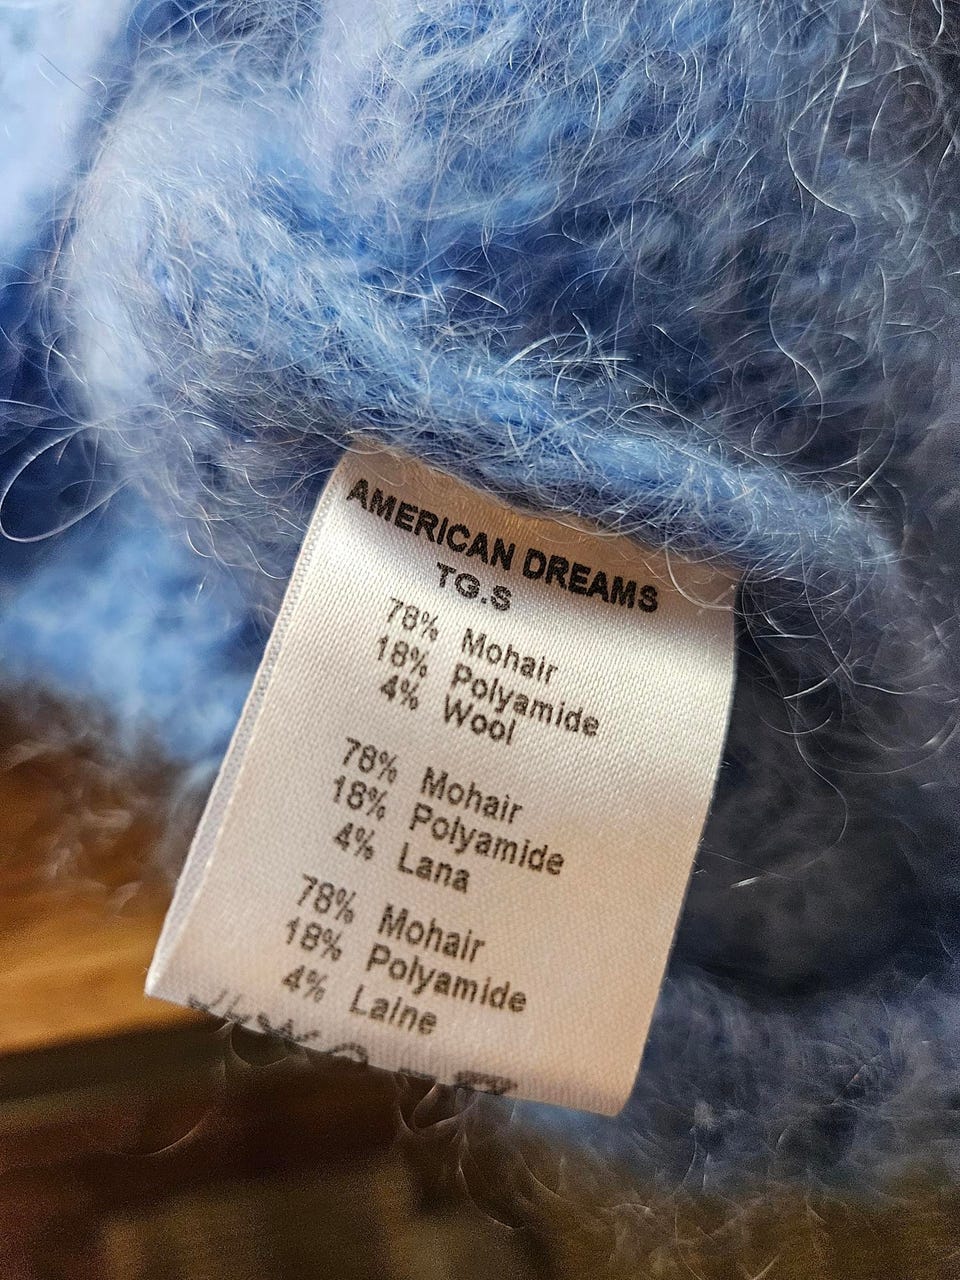 AMERICAN DREAMS
TG.S
78% Mohair
18% Polyamide
4% Wool
78% Mohair
18% Polyamide
4% Lana
78% Mohair
18% Polyamide
4% Laine